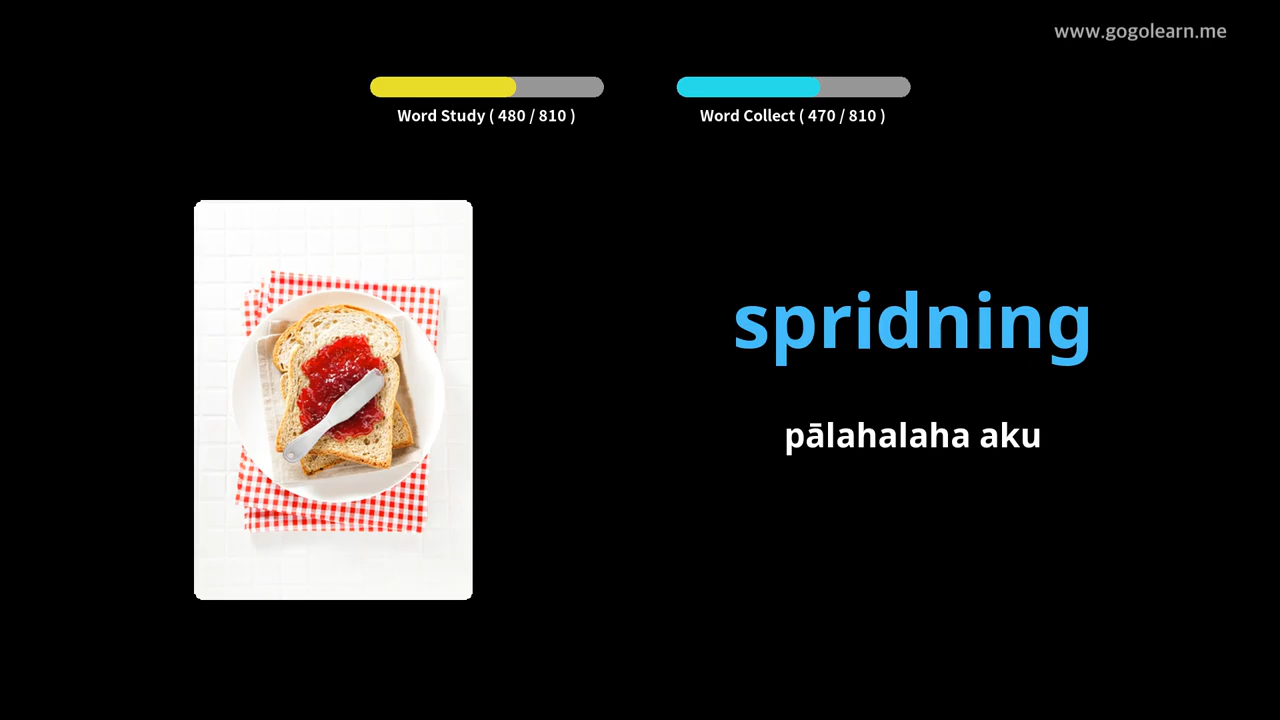 www.gogolearn.me
Word Study ( 480 / 810 )
Word Collect ( 470 / 810 )
spridning
pālahalaha aku